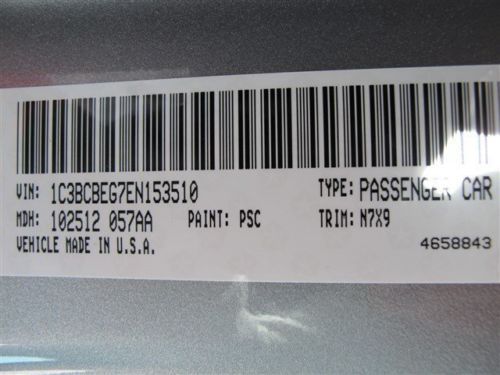 VIN: 1C3BCBEG7EN153510 TYPE: PASSENGER CAR
MDH: 102512 057AA PAINT: PSC TRIM: N7X9
VEHICLE MADE IN U.S.A. 4658843